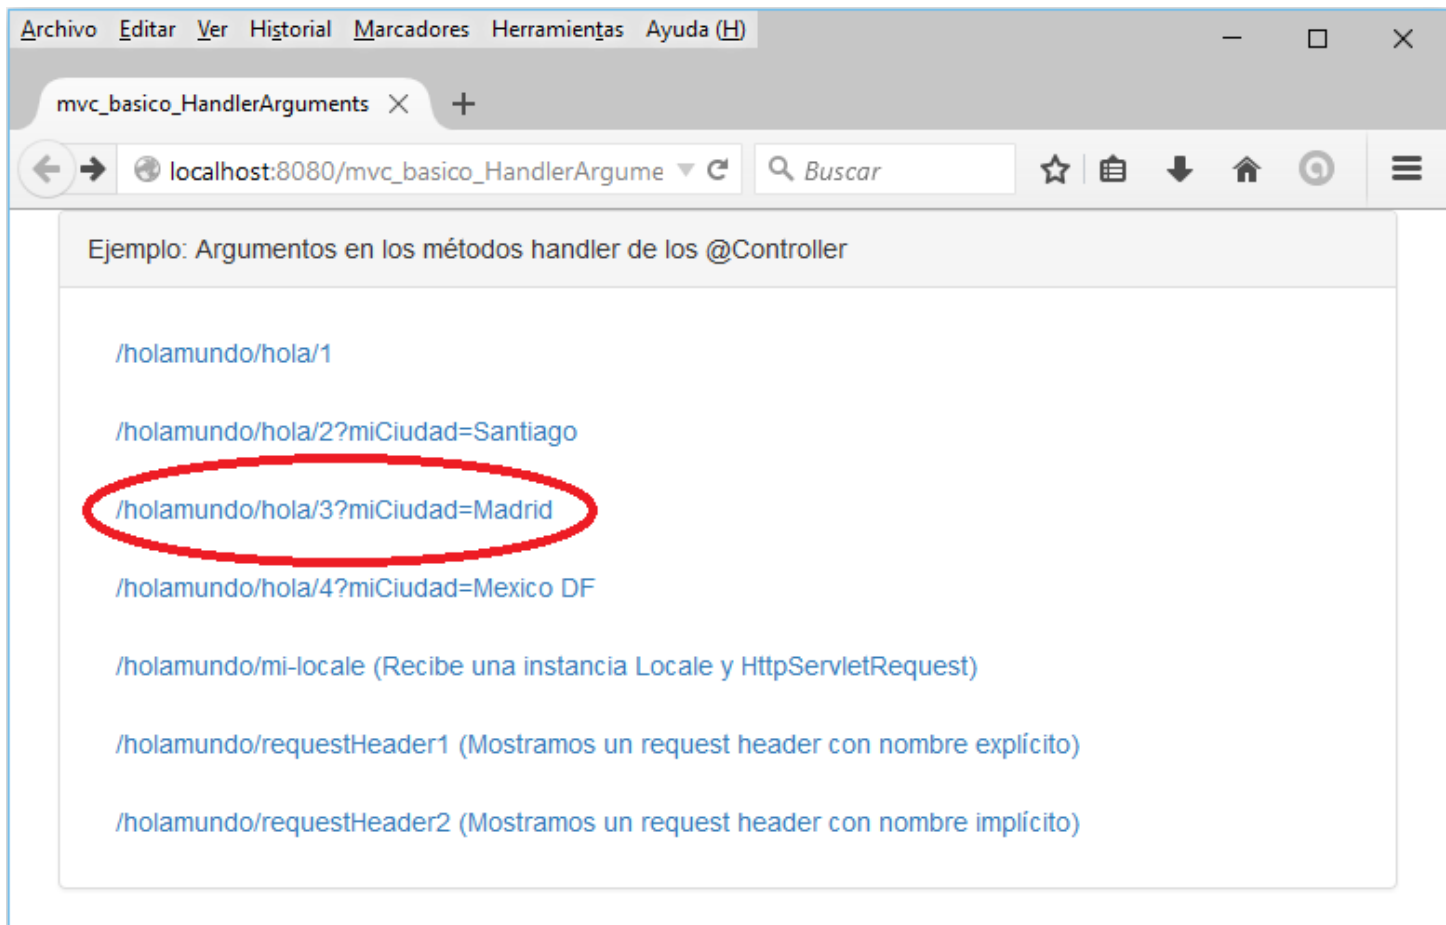 Archivo Editar Ver Historial Marcadores Herramientas Ayuda (H)
mvc_basico_HandlerArguments
localhost:8080/mvc_basico_HandlerArgume
Buscar
Ejemplo: Argumentos en los métodos handler de los @Controller
/holamundo/hola/1
/holamundo/hola/2?miCiudad=Santiago
/holamundo/hola/3?miCiudad=Madrid
/holamundo/hola/4?miCiudad=Mexico DF
/holamundo/mi-locale (Recibe una instancia Locale y HttpServletRequest)
/holamundo/requestHeader1 (Mostramos un request header con nombre explícito)
/holamundo/requestHeader2 (Mostramos un request header con nombre implícito)